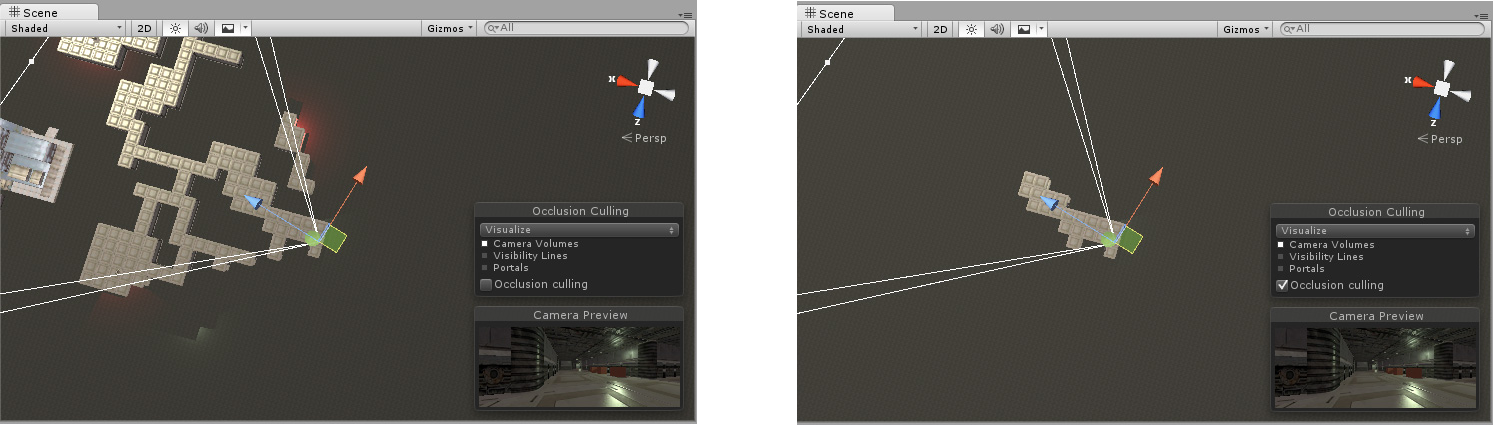 Scene
Shaded 2D Gizmos All
x
z
Persp
Occlusion Culling
Visualize
Camera Volumes
Visibility Lines
Portals
Occlusion culling
Camera Preview
Scene
Shaded 2D Gizmos All
x
z
Persp
Occlusion Culling
Visualize
Camera Volumes
Visibility Lines
Portals
Occlusion culling
Camera Preview